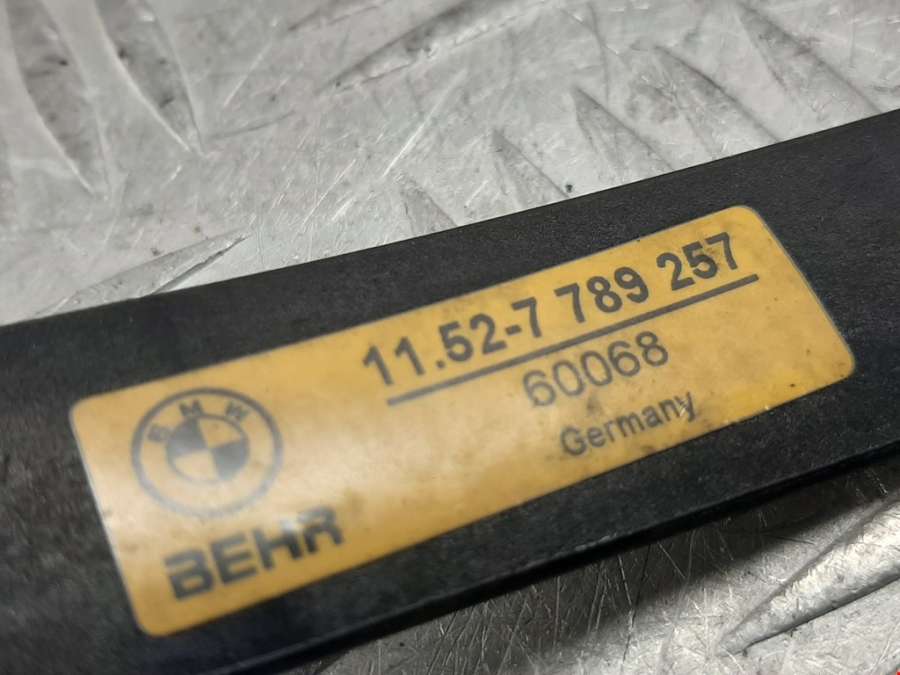 11.52-7 789 257
60068
Germany
BMW
BEHR